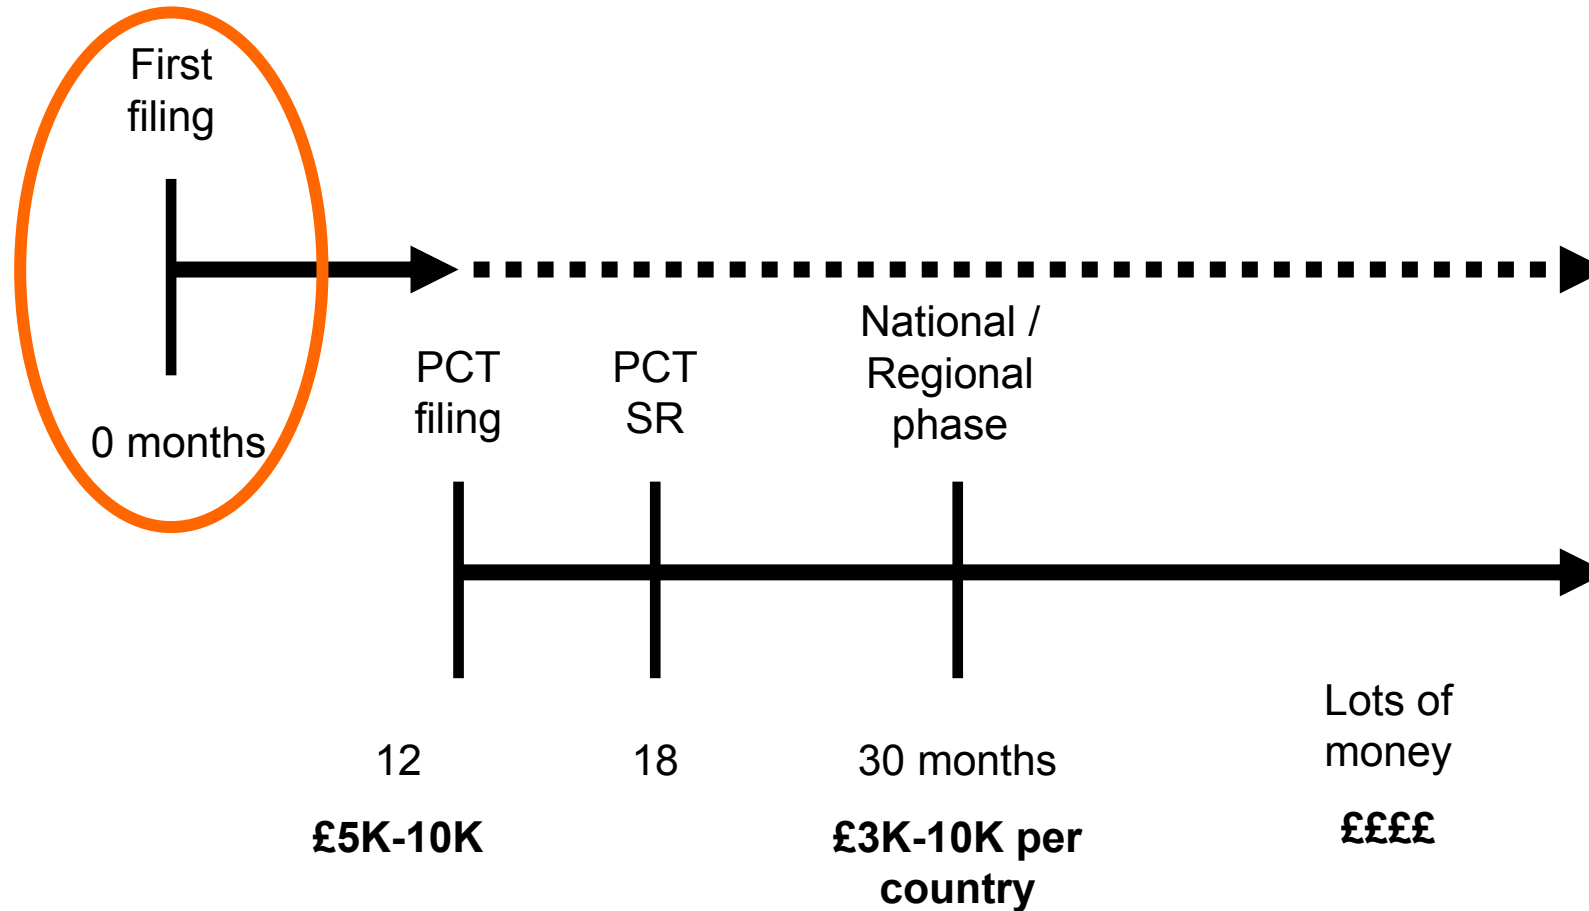 First
filing
0 months
PCT
filing
PCT
SR
National /
Regional
phase
12
18
30 months
Lots of
money
£5K-10K
£3K-10K per
country
££££